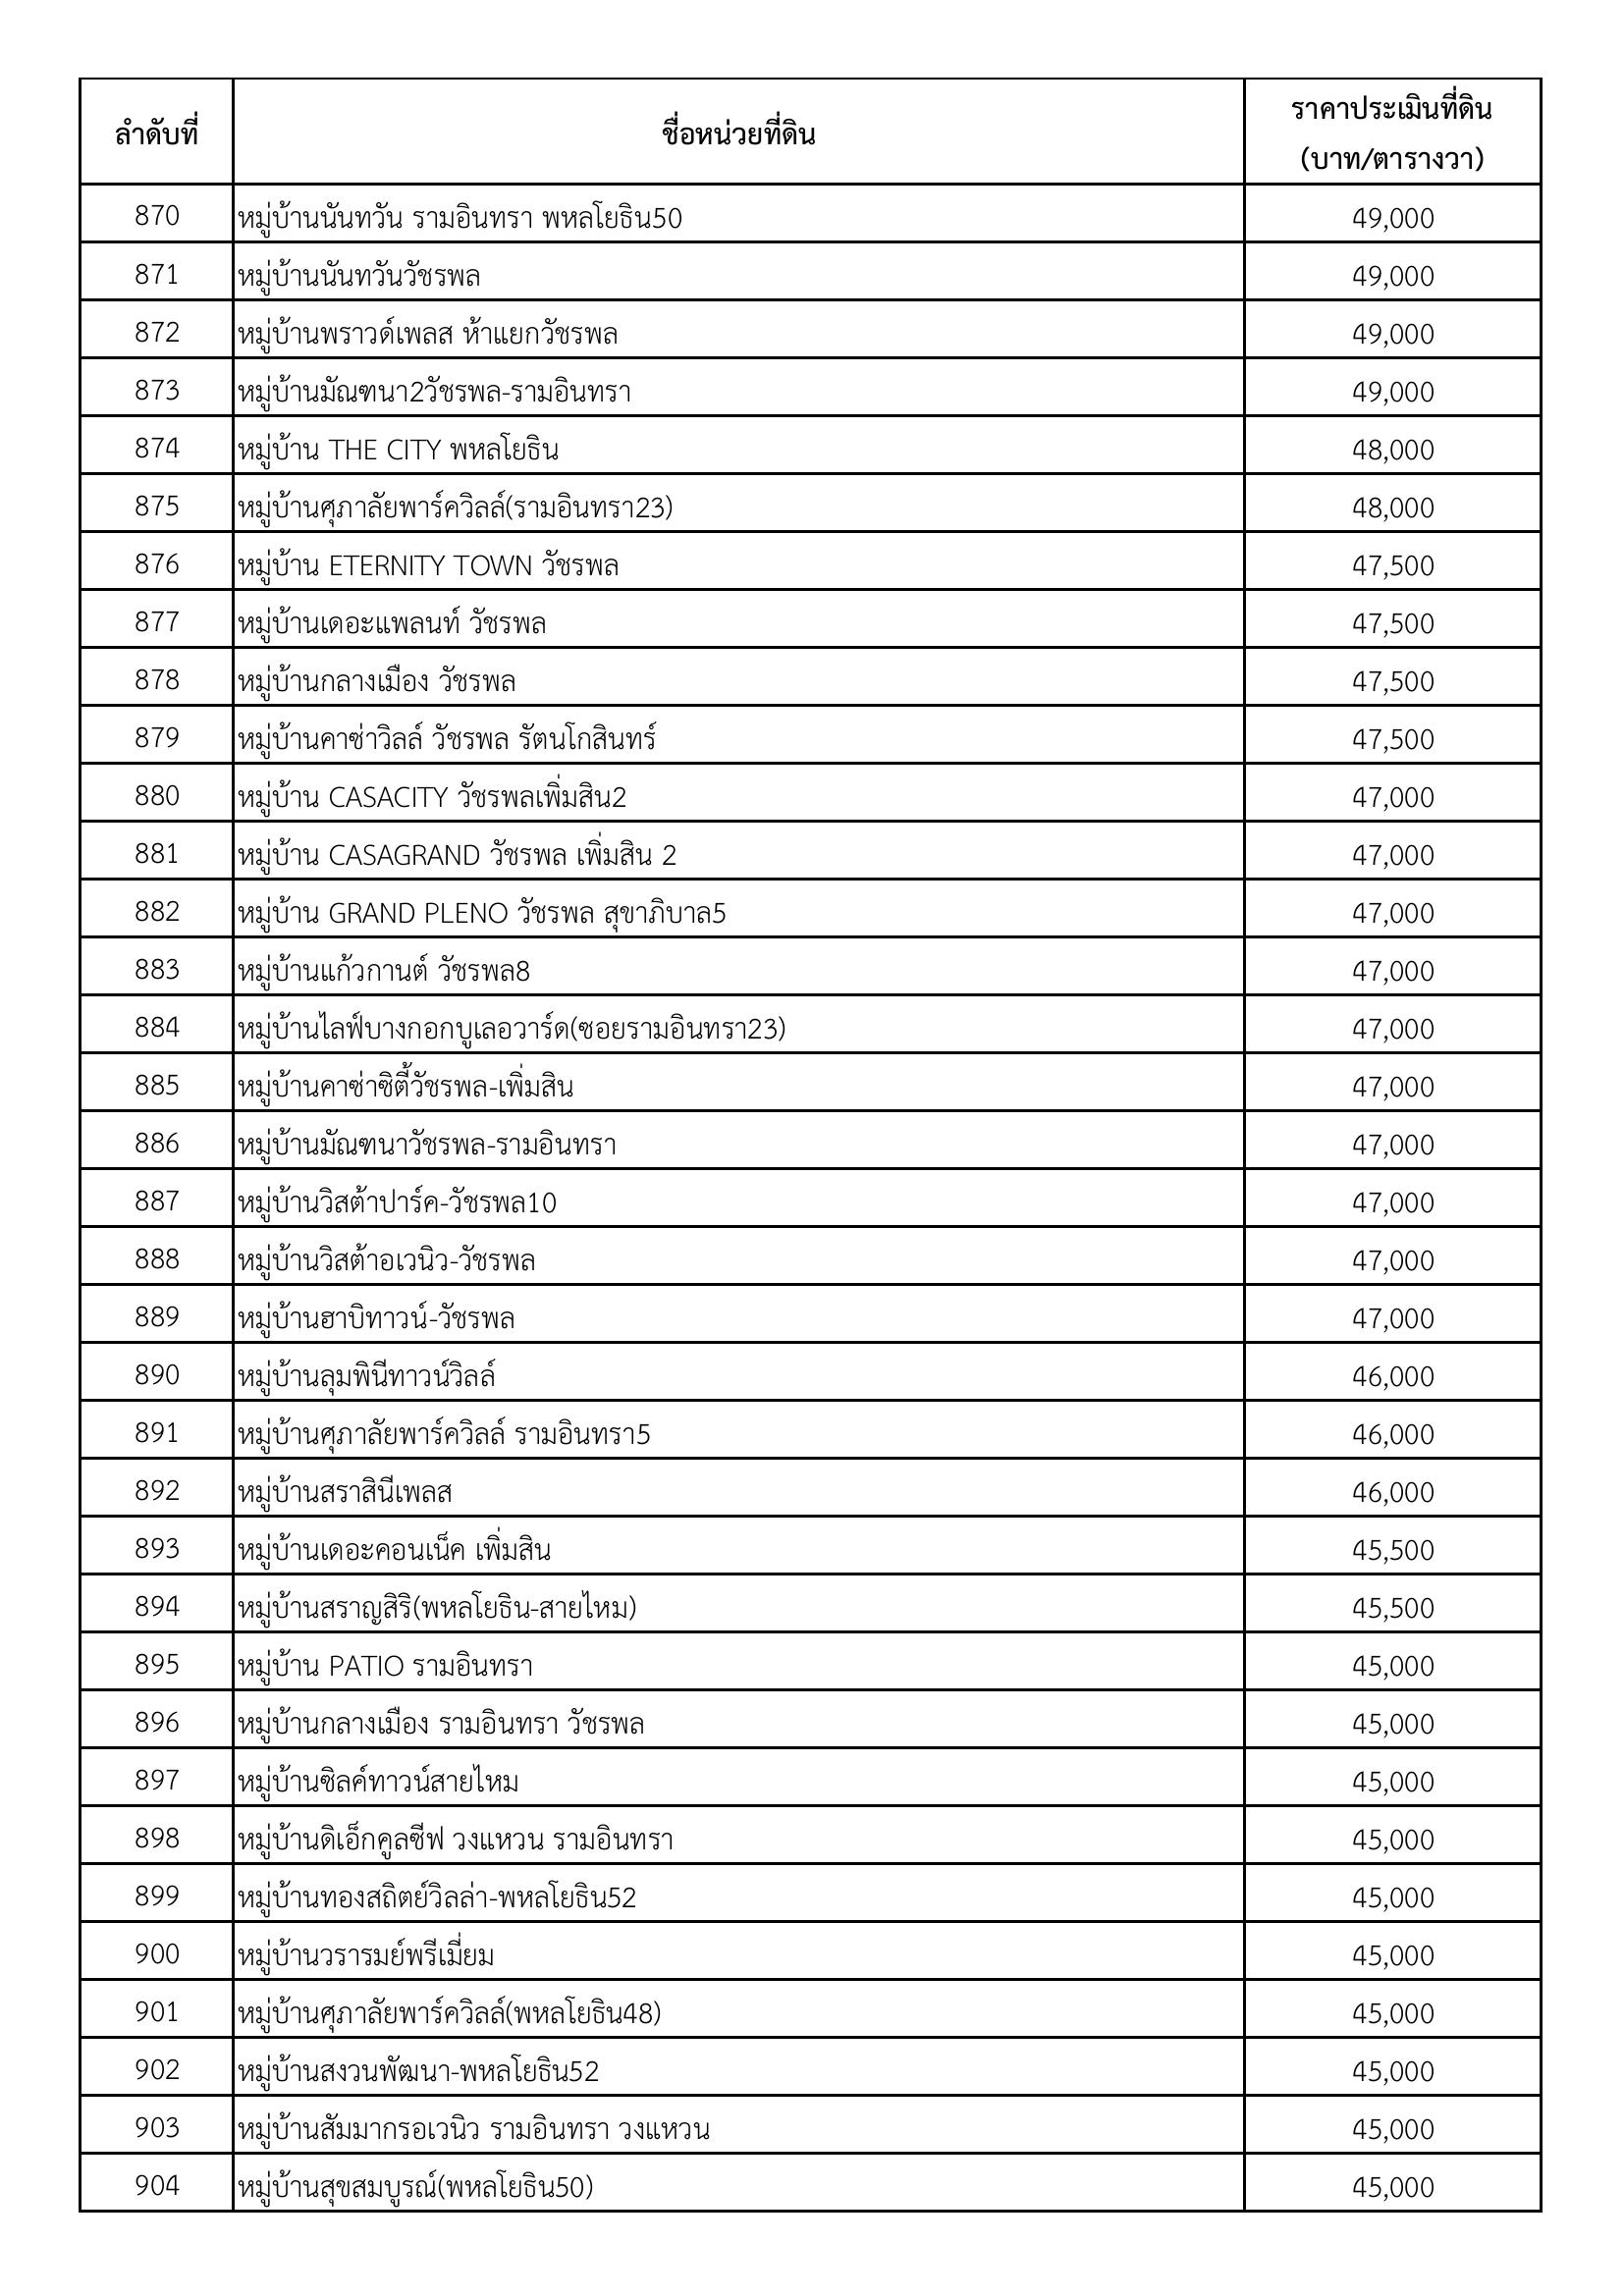 ลำดับที่ ชื่อหน่วยที่ดิน ราคาประเมินที่ดิน
(บาท/ตารางวา)
870 หมู่บ้านนันทวัน รามอินทรา พหลโยธิน50 49,000
871 หมู่บ้านนันทวันวัชรพล 49,000
872 หมู่บ้านพราวด์เพลส ห้าแยกวัชรพล 49,000
873 หมู่บ้านมัณฑนา2วัชรพล-รามอินทรา 49,000
874 หมู่บ้าน THE CITY พหลโยธิน 48,000
875 หมู่บ้านศุภาลัยพาร์ควิลล์(รามอินทรา23) 48,000
876 หมู่บ้าน ETERNITY TOWN วัชรพล 47,500
877 หมู่บ้านเดอะแพลนท์ วัชรพล 47,500
878 หมู่บ้านกลางเมือง วัชรพล 47,500
879 หมู่บ้านคาซ่าวิลล์ วัชรพล รัตนโกสินทร์ 47,500
880 หมู่บ้าน CASACITY วัชรพลเพิ่มสิน2 47,000
881 หมู่บ้าน CASAGRAND วัชรพล เพิ่มสิน 2 47,000
882 หมู่บ้าน GRAND PLENO วัชรพล สุขาภิบาล5 47,000
883 หมู่บ้านแก้วกานต์ วัชรพล8 47,000
884 หมู่บ้านไลฟ์บางกอกบูเลอวาร์ด(ซอยรามอินทรา23) 47,000
885 หมู่บ้านคาซ่าซิตี้วัชรพล-เพิ่มสิน 47,000
886 หมู่บ้านมัณฑนาวัชรพล-รามอินทรา 47,000
887 หมู่บ้านวิสต้าปาร์ค-วัชรพล10 47,000
888 หมู่บ้านวิสต้าอเวนิว-วัชรพล 47,000
889 หมู่บ้านฮาบิทาวน์-วัชรพล 47,000
890 หมู่บ้านลุมพินีทาวน์วิลล์ 46,000
891 หมู่บ้านศุภาลัยพาร์ควิลล์ รามอินทรา5 46,000
892 หมู่บ้านสราสินีเพลส 46,000
893 หมู่บ้านเดอะคอนเน็ค เพิ่มสิน 45,500
894 หมู่บ้านสราญสิริ(พหลโยธิน-สายไหม) 45,500
895 หมู่บ้าน PATIO รามอินทรา 45,000
896 หมู่บ้านกลางเมือง รามอินทรา วัชรพล 45,000
897 หมู่บ้านซิลค์ทาวน์สายไหม 45,000
898 หมู่บ้านดิเอ็กคูลซีฟ วงแหวน รามอินทรา 45,000
899 หมู่บ้านทองสถิตย์วิลล่า-พหลโยธิน52 45,000
900 หมู่บ้านวรารมย์พรีเมี่ยม 45,000
901 หมู่บ้านศุภาลัยพาร์ควิลล์(พหลโยธิน48) 45,000
902 หมู่บ้านสงวนพัฒนา-พหลโยธิน52 45,000
903 หมู่บ้านสัมมากรอเวนิว รามอินทรา วงแหวน 45,000
904 หมู่บ้านสุขสมบูรณ์(พหลโยธิน50) 45,000